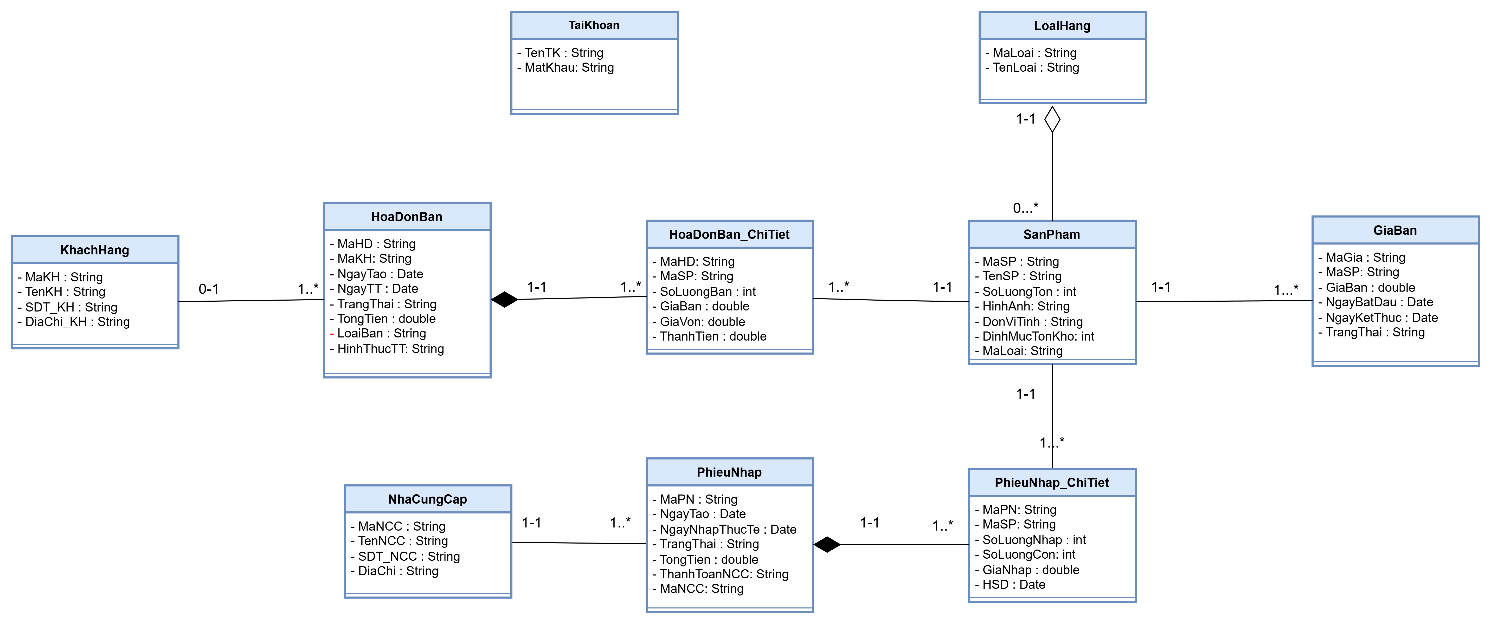 TaiKhoan
- TenTK : String
- MatKhau: String
LoaiHang
- MaLoai : String
- TenLoai : String
1-1
0...*
KhachHang
- MaKH : String
- TenKH : String
- SDT_KH : String
- DiaChi_KH : String
0-1
1..*
HoaDonBan
- MaHD : String
- MaKH: String
- NgayTao : Date
- NgayTT : Date
- TrangThai : String
- TongTien : double
- LoaiBan : String
- HinhThucTT: String
1-1
1..*
HoaDonBan_ChiTiet
- MaHD: String
- MaSP: String
- SoLuongBan : int
- GiaBan : double
- GiaVon: double
- ThanhTien : double
1..*
1-1
SanPham
- MaSP : String
- TenSP : String
- SoLuongTon : int
- HinhAnh: String
- DonViTinh : String
- DinhMucTonKho: int
- MaLoai: String
1-1
1...*
GiaBan
- MaGia : String
- MaSP: String
- GiaBan : double
- NgayBatDau : Date
- NgayKetThuc : Date
- TrangThai : String
1-1
1...*
NhaCungCap
- MaNCC : String
- TenNCC : String
- SDT_NCC : String
- DiaChi : String
1-1
1..*
PhieuNhap
- MaPN : String
- NgayTao : Date
- NgayNhapThucTe : Date
- TrangThai : String
- TongTien : double
- ThanhToanNCC: String
- MaNCC: String
1-1
1..*
PhieuNhap_ChiTiet
- MaPN: String
- MaSP: String
- SoLuongNhap : int
- SoLuongCon: int
- GiaNhap : double
- HSD : Date